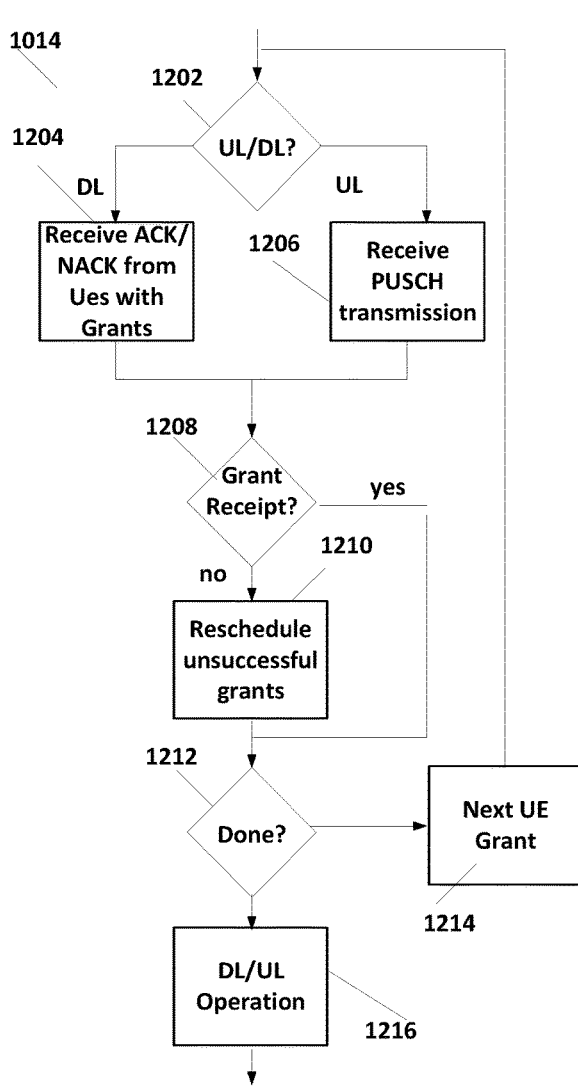 1014
1202
UL/DL?
1204
DL
UL
Receive ACK/
NACK from
Ues with
Grants
1206
Receive
PUSCH
transmission
1208
Grant
Receipt?
yes
no
1210
Reschedule
unsuccessful
grants
1212
Done?
Next UE
Grant
1214
DL/UL
Operation
1216